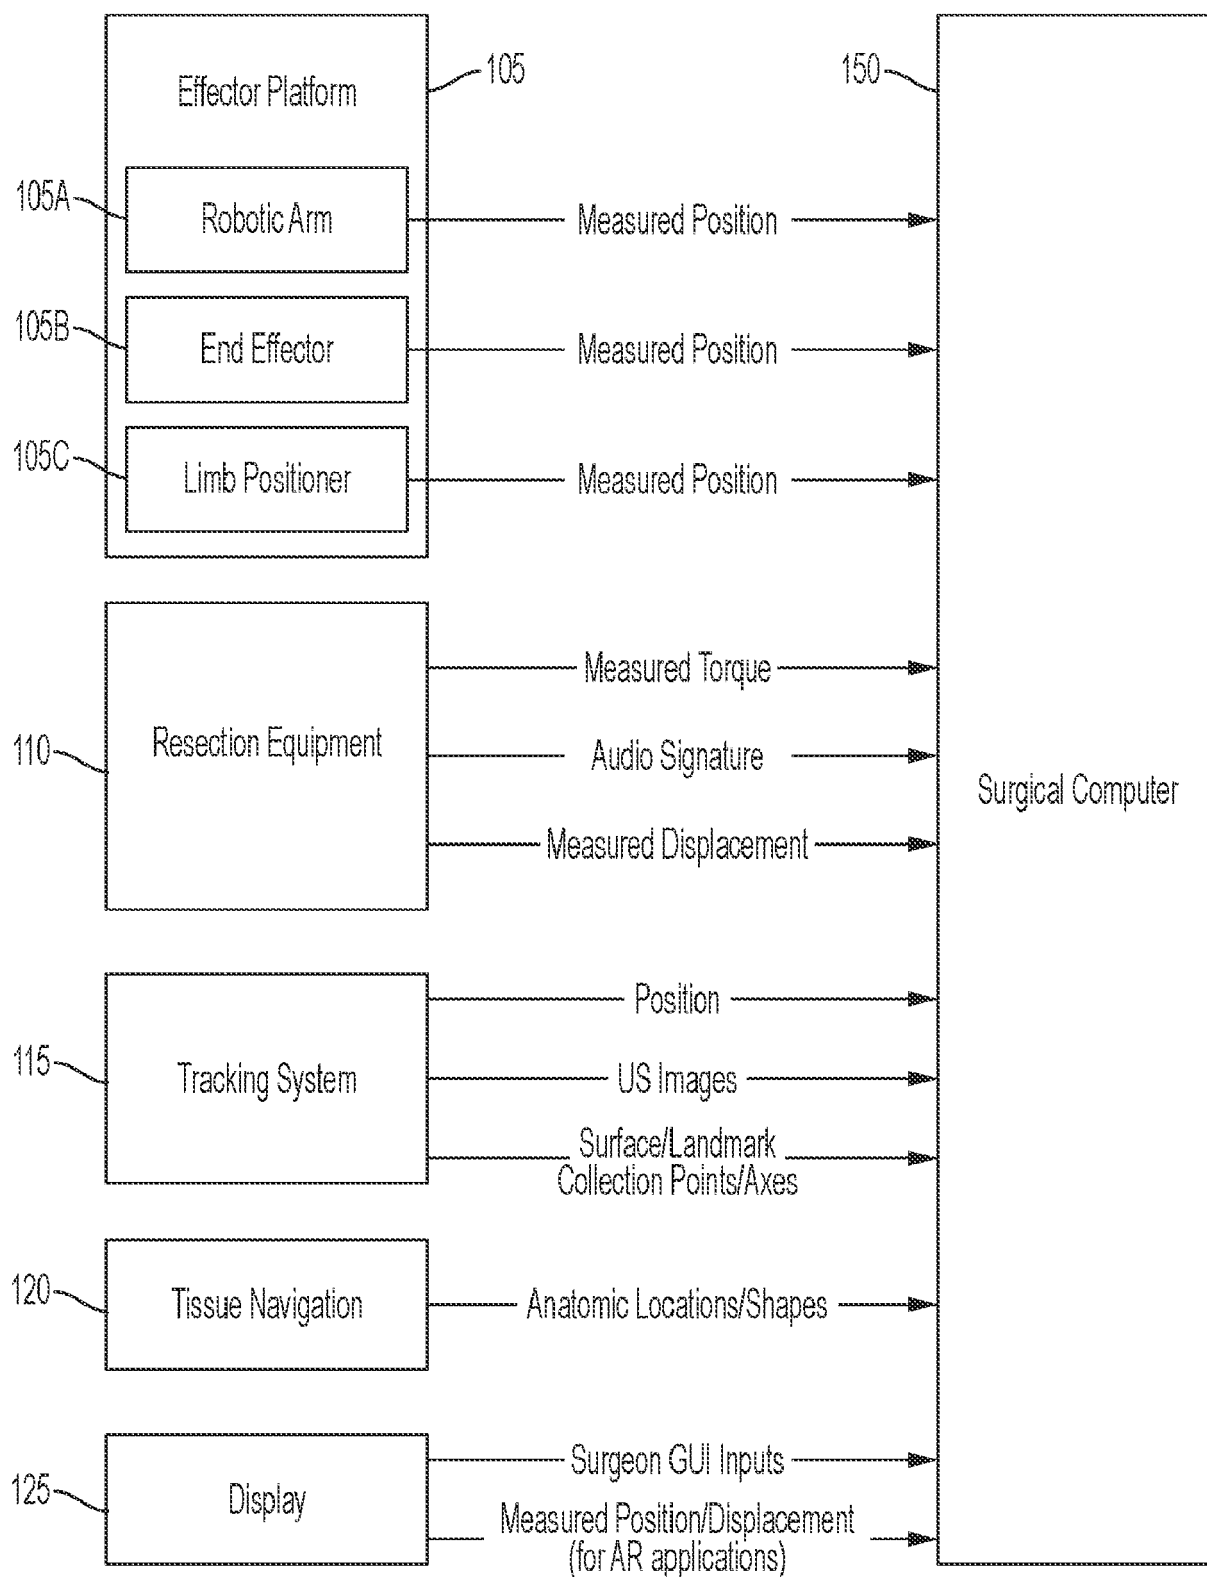 105
150
Effector Platform
105A
Robotic Arm
Measured Position
105B
End Effector
Measured Position
105C
Limb Positioner
Measured Position
Measured Torque
110
Resection Equipment
Audio Signature
Surgical Computer
Measured Displacement
Position
115
Tracking System
US Images
Surface/Landmark
Collection Points/Axes
120
Tissue Navigation
Anatomic Locations/Shapes
Surgeon GUI Inputs
125
Display
Measured Position/Displacement
(for AR applications)